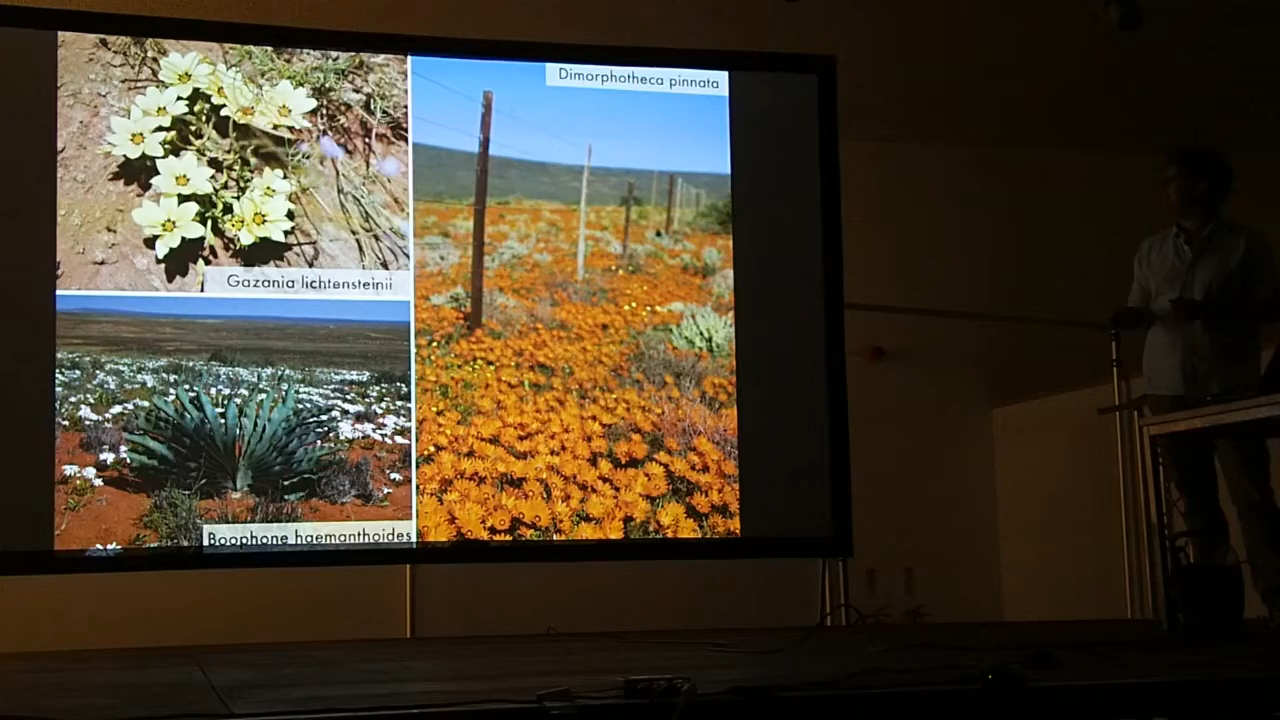 Dimorphotheca pinnata
Gazania lichtensteinii
Boophone haemanthoides